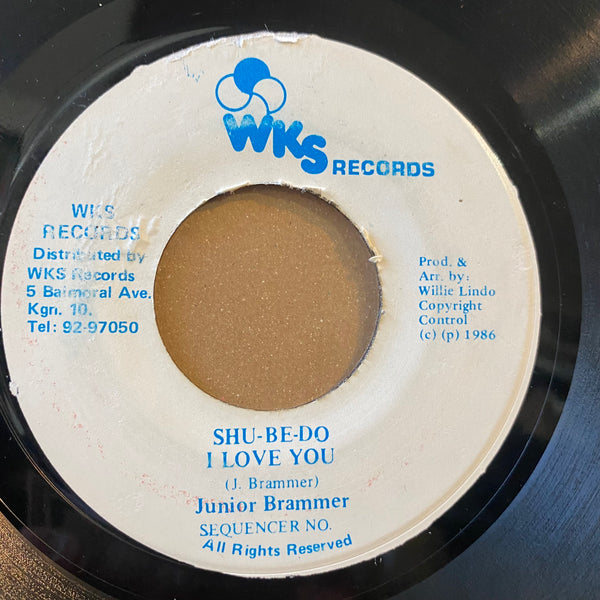 WKS RECORDS
WKS
RECORDS
Distributed by
WKS Records
5 Balmoral Ave.
Kgn. 10.
Tel: 92-97050
Prod. &
Arr. by:
Willie Lindo
Copyright
Control
(c) (p) 1986
SHU-BE-DO
I LOVE YOU
(J. Brammer)
Junior Brammer
SEQUENCER NO.
All Rights Reserved